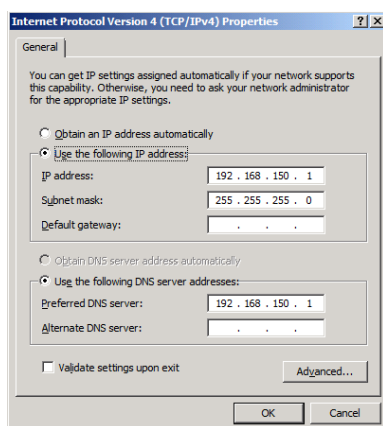 Internet Protocol Version 4 (TCP/IPv4) Properties
General
You can get IP settings assigned automatically if your network supports
this capability. Otherwise, you need to ask your network administrator
for the appropriate IP settings.
Obtain an IP address automatically
Use the following IP address:
IP address: 192 . 168 . 150 . 1
Subnet mask: 255 . 255 . 255 . 0
Default gateway: . . .
Obtain DNS server address automatically
Use the following DNS server addresses:
Preferred DNS server: 192 . 168 . 150 . 1
Alternate DNS server: . . .
Validate settings upon exit
Advanced...
OK Cancel